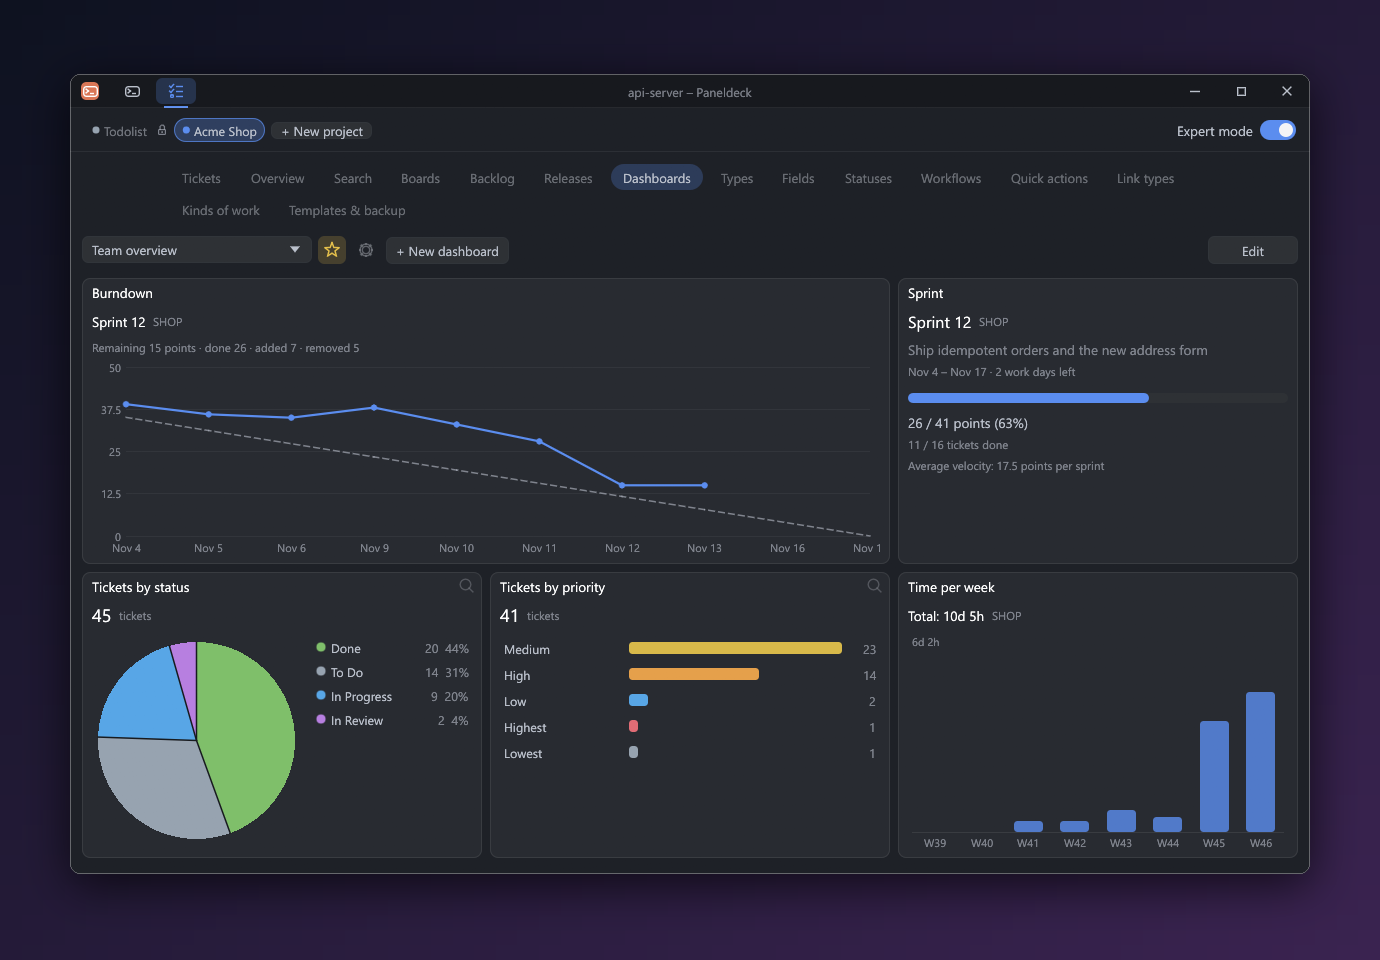 api-server – Paneldeck
Todolist
Acme Shop
+ New project
Expert mode
Tickets
Overview
Search
Boards
Backlog
Releases
Dashboards
Types
Fields
Statuses
Workflows
Quick actions
Link types
Kinds of work
Templates & backup
Team overview
+ New dashboard
Edit
Burndown
Sprint 12 SHOP
Remaining 15 points · done 26 · added 7 · removed 5
50
37.5
25
12.5
0
Nov 4 Nov 5 Nov 6 Nov 9 Nov 10 Nov 11 Nov 12 Nov 13 Nov 16 Nov 1
Sprint
Sprint 12 SHOP
Ship idempotent orders and the new address form
Nov 4 – Nov 17 · 2 work days left
26 / 41 points (63%)
11 / 16 tickets done
Average velocity: 17.5 points per sprint
Tickets by status
45 tickets
Done 20 44%
To Do 14 31%
In Progress 9 20%
In Review 2 4%
Tickets by priority
41 tickets
Medium 23
High 14
Low 2
Highest 1
Lowest 1
Time per week
Total: 10d 5h SHOP
6d 2h
W39 W40 W41 W42 W43 W44 W45 W46